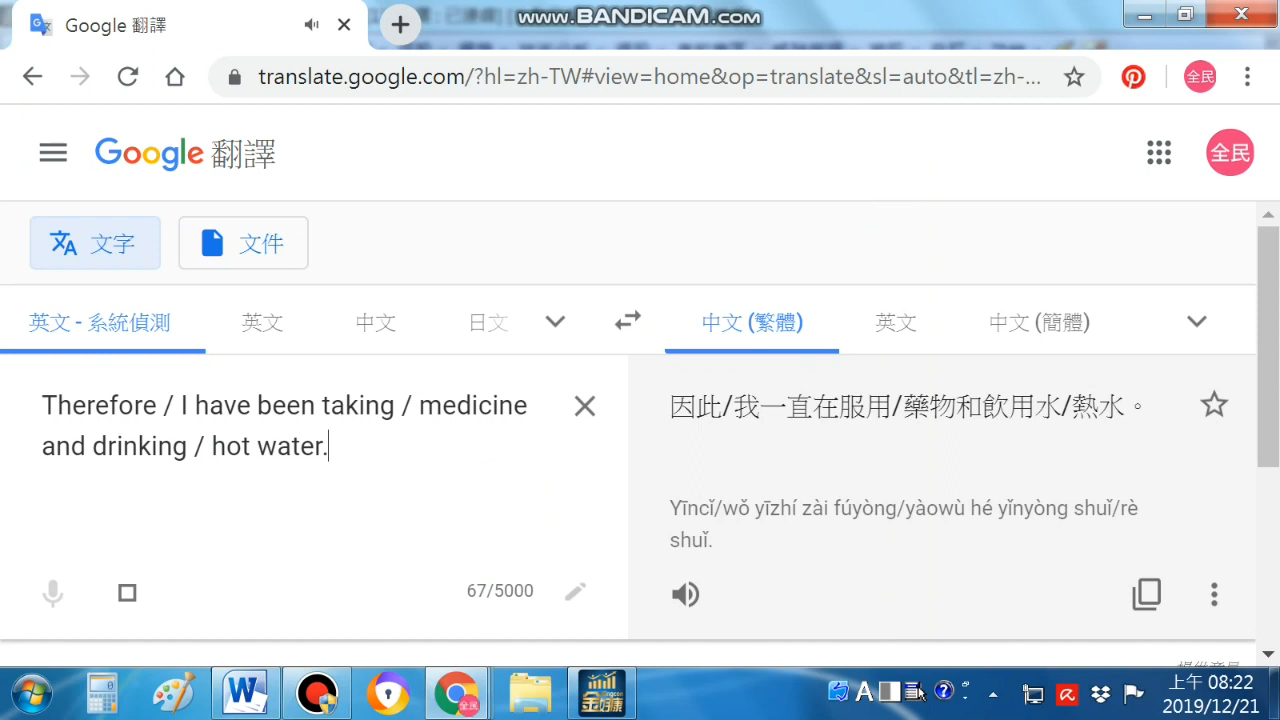 www.BANDICAM.com
Google 翻譯
translate.google.com/?hl=zh-TW#view=home&op=translate&sl=auto&tl=zh-...
全民
Google 翻譯
全民
文字
文件
英文 - 系統偵測
英文
中文
日文
中文 (繁體)
英文
中文 (簡體)
Therefore / I have been taking / medicine
and drinking / hot water.
因此/我一直在服用/藥物和飲用水/熱水。
Yīncǐ/wǒ yīzhí zài fúyòng/yàowù hé yǐnyòng shuǐ/rè
shuǐ.
67/5000
全民
金好康
A
上午 08:22
2019/12/21